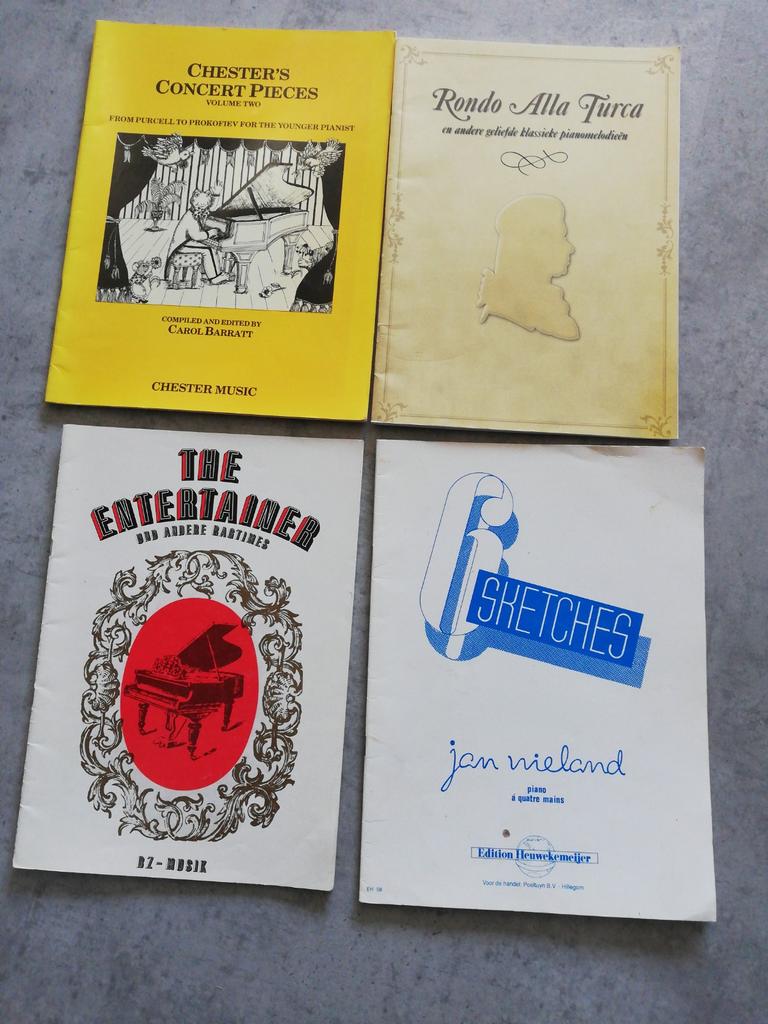 CHESTER'S
CONCERT PIECES
VOLUME TWO
FROM PURCELL TO PROKOFIEV FOR THE YOUNGER PIANIST
COMPILED AND EDITED BY
CAROL BARRATT
CHESTER MUSIC
Rondo Alla Turca
en andere geliefde klassieke pianomelodieën
THE
ENTERTAINER
UND ANDERE RAGTIMES
BZ-MUSIK
6
SKETCHES
jan nieland
piano
à quatre mains
Edition Heuwekemeijer
Voor de handel: Poeltuyn B.V. - Hillegom